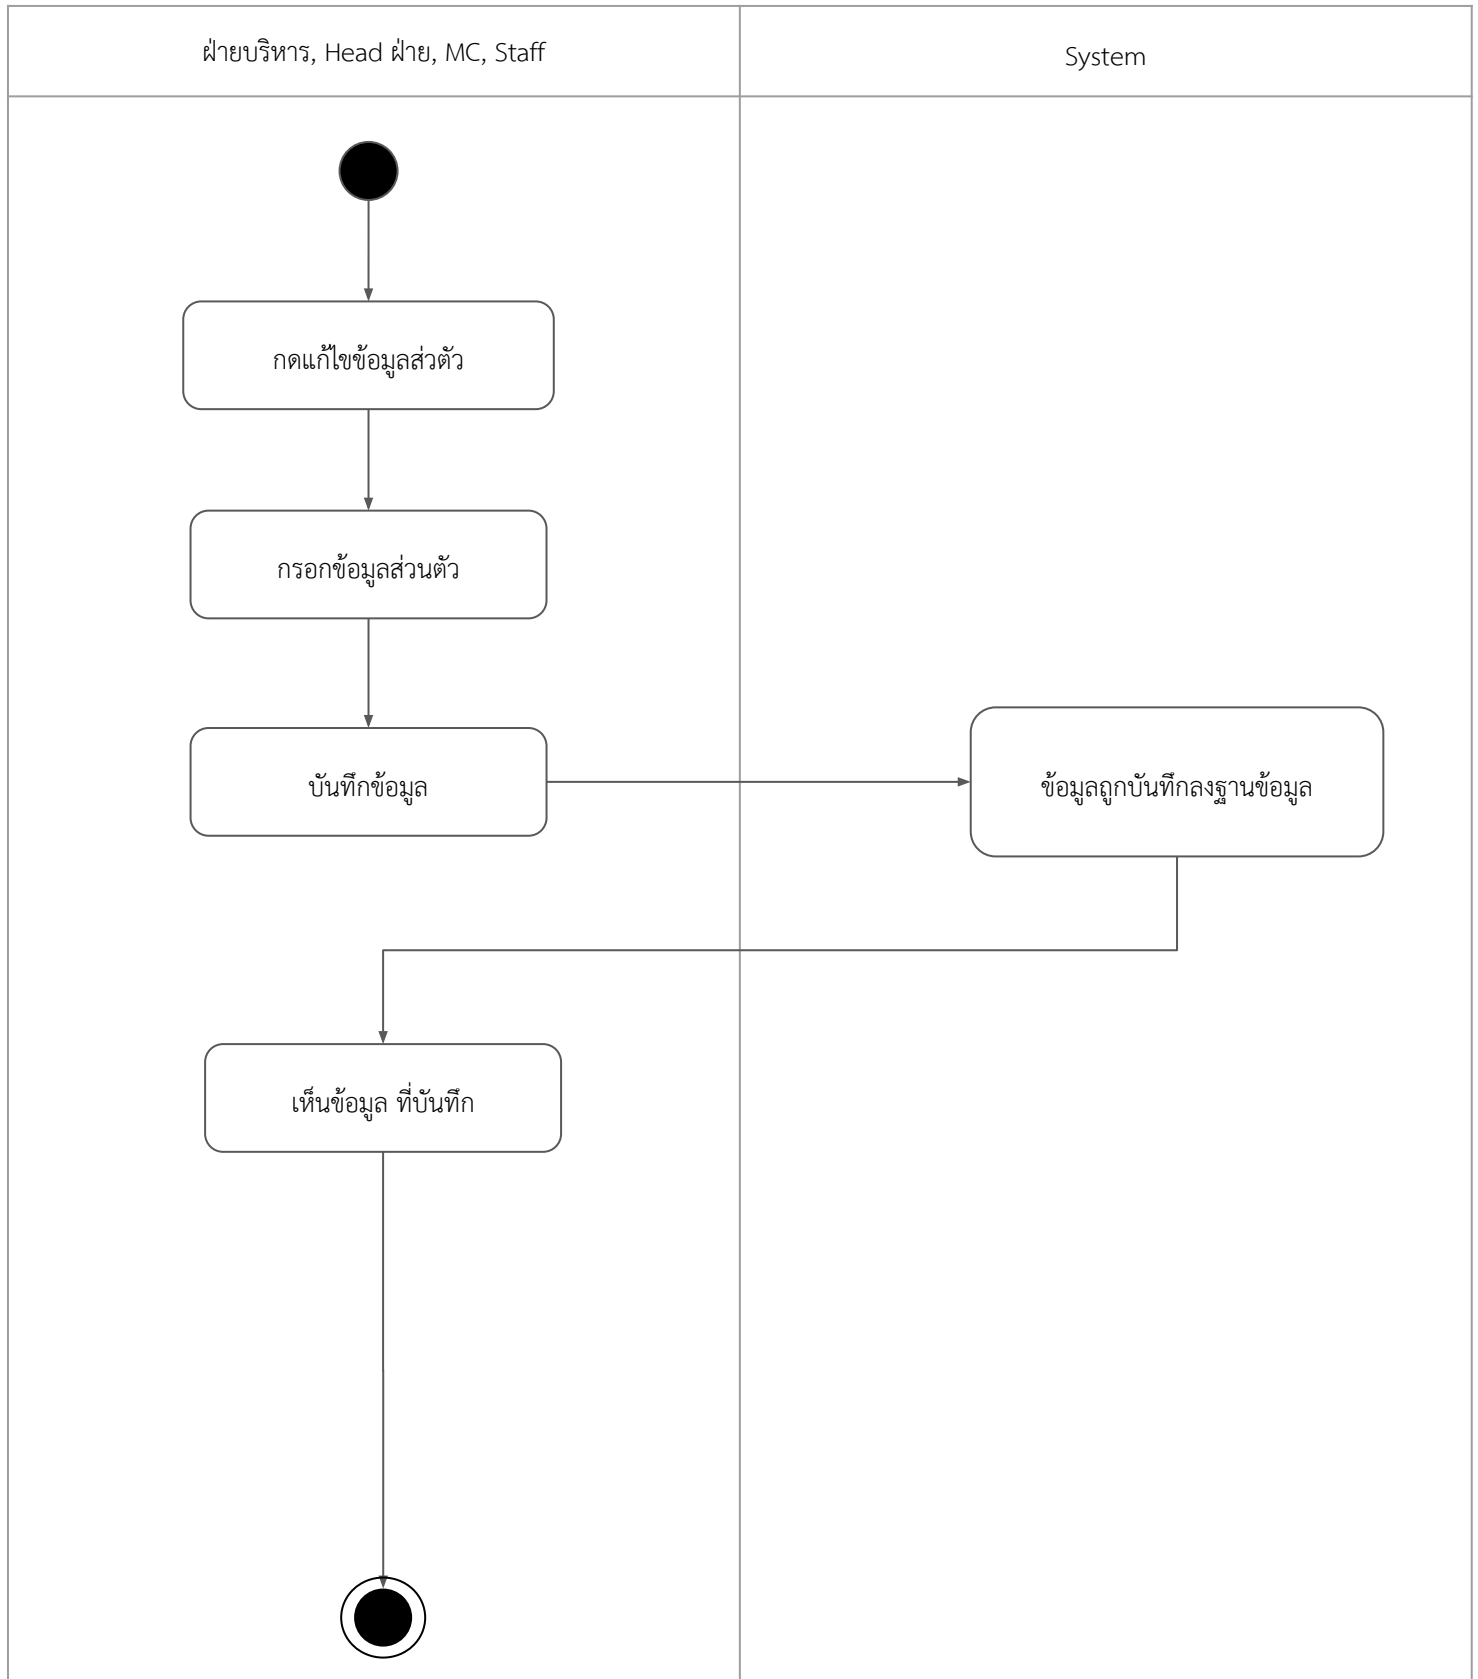 ฝ่ายบริหาร, Head ฝ่าย, MC, Staff
System
กดแก้ไขข้อมูลส่วตัว
กรอกข้อมูลส่วนตัว
บันทึกข้อมูล
ข้อมูลถูกบันทึกลงฐานข้อมูล
เห็นข้อมูล ที่บันทึก